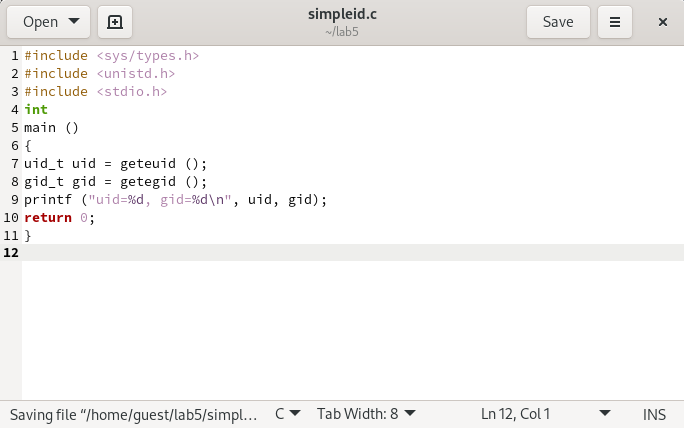 Open
simpleid.c
~/lab5
Save
1 #include <sys/types.h>
2 #include <unistd.h>
3 #include <stdio.h>
4 int
5 main ()
6 {
7 uid_t uid = geteuid ();
8 gid_t gid = getegid ();
9 printf ("uid=%d, gid=%d\n", uid, gid);
10 return 0;
11 }
12
Saving file “/home/guest/lab5/simpl… C Tab Width: 8 Ln 12, Col 1 INS